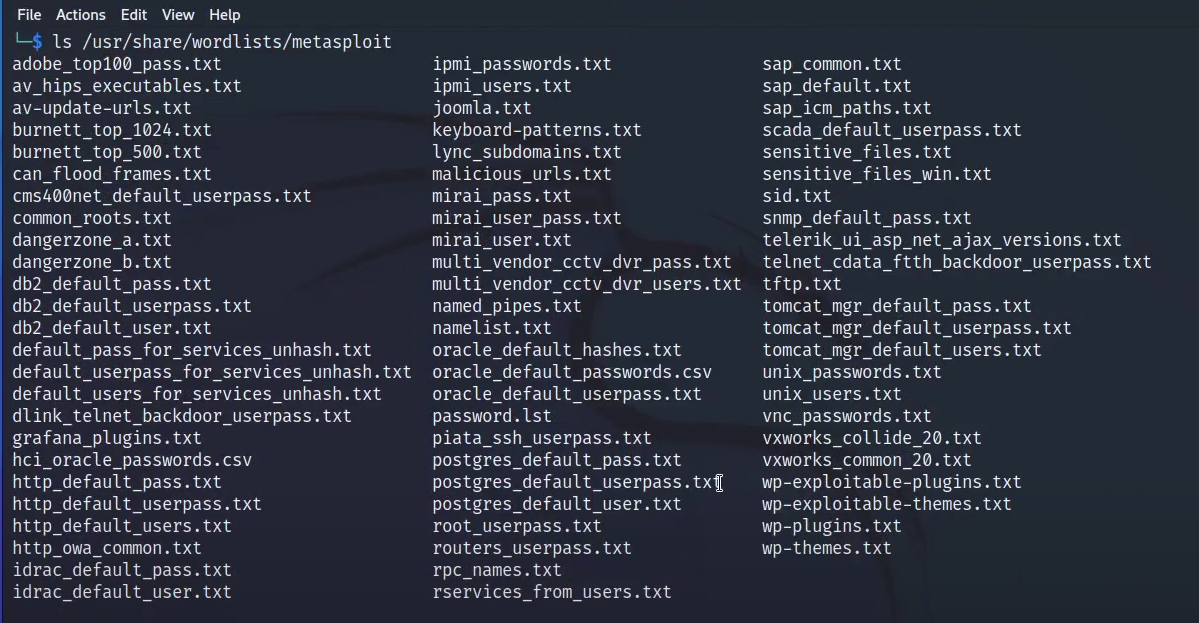 File Actions Edit View Help
└─$ ls /usr/share/wordlists/metasploit
adobe_top100_pass.txt ipmi_passwords.txt sap_common.txt
av_hips_executables.txt ipmi_users.txt sap_default.txt
av-update-urls.txt joomla.txt sap_icm_paths.txt
burnett_top_1024.txt keyboard-patterns.txt scada_default_userpass.txt
burnett_top_500.txt lync_subdomains.txt sensitive_files.txt
can_flood_frames.txt malicious_urls.txt sensitive_files_win.txt
cms400net_default_userpass.txt mirai_pass.txt sid.txt
common_roots.txt mirai_user_pass.txt snmp_default_pass.txt
dangerzone_a.txt mirai_user.txt telerik_ui_asp_net_ajax_versions.txt
dangerzone_b.txt multi_vendor_cctv_dvr_pass.txt telnet_cdata_ftth_backdoor_userpass.txt
db2_default_pass.txt multi_vendor_cctv_dvr_users.txt tftp.txt
db2_default_userpass.txt named_pipes.txt tomcat_mgr_default_pass.txt
db2_default_user.txt namelist.txt tomcat_mgr_default_userpass.txt
default_pass_for_services_unhash.txt oracle_default_hashes.txt tomcat_mgr_default_users.txt
default_userpass_for_services_unhash.txt oracle_default_passwords.csv unix_passwords.txt
default_users_for_services_unhash.txt oracle_default_userpass.txt unix_users.txt
dlink_telnet_backdoor_userpass.txt password.lst vnc_passwords.txt
grafana_plugins.txt piata_ssh_userpass.txt vxworks_collide_20.txt
hci_oracle_passwords.csv postgres_default_pass.txt vxworks_common_20.txt
http_default_pass.txt postgres_default_userpass.txt wp-exploitable-plugins.txt
http_default_userpass.txt postgres_default_user.txt wp-exploitable-themes.txt
http_default_users.txt root_userpass.txt wp-plugins.txt
http_owa_common.txt routers_userpass.txt wp-themes.txt
idrac_default_pass.txt rpc_names.txt
idrac_default_user.txt rservices_from_users.txt